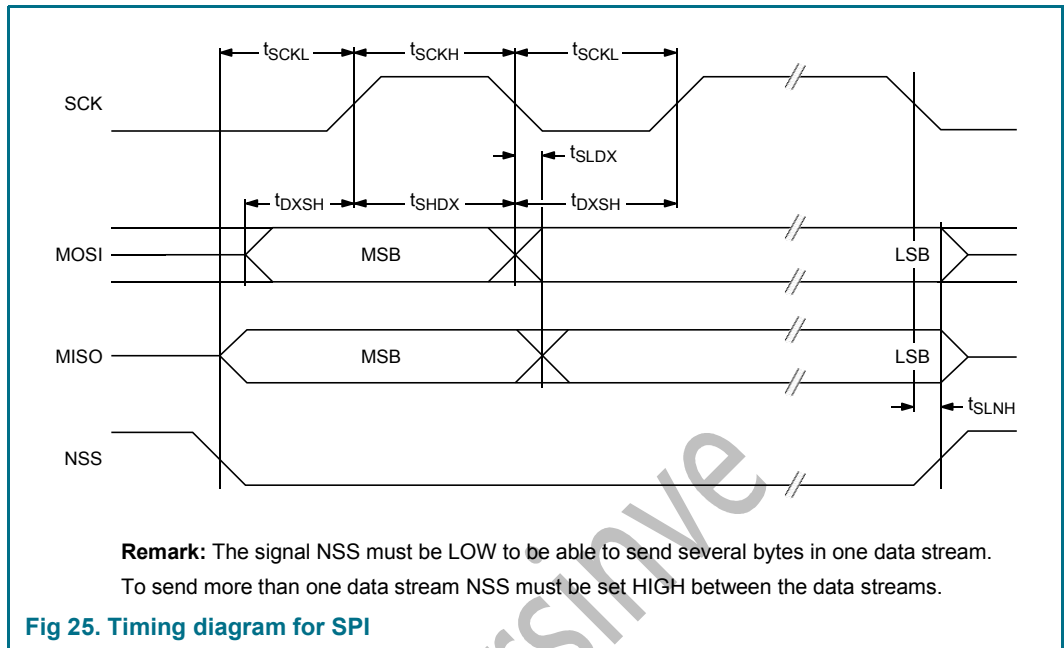 tSCKL tSCKH tSCKL
SCK
tSLDX
tDXSH tSHDX tDXSH
MOSI MSB LSB
MISO MSB LSB
tSLNH
NSS
Remark: The signal NSS must be LOW to be able to send several bytes in one data stream.
To send more than one data stream NSS must be set HIGH between the data streams.
Fig 25. Timing diagram for SPI